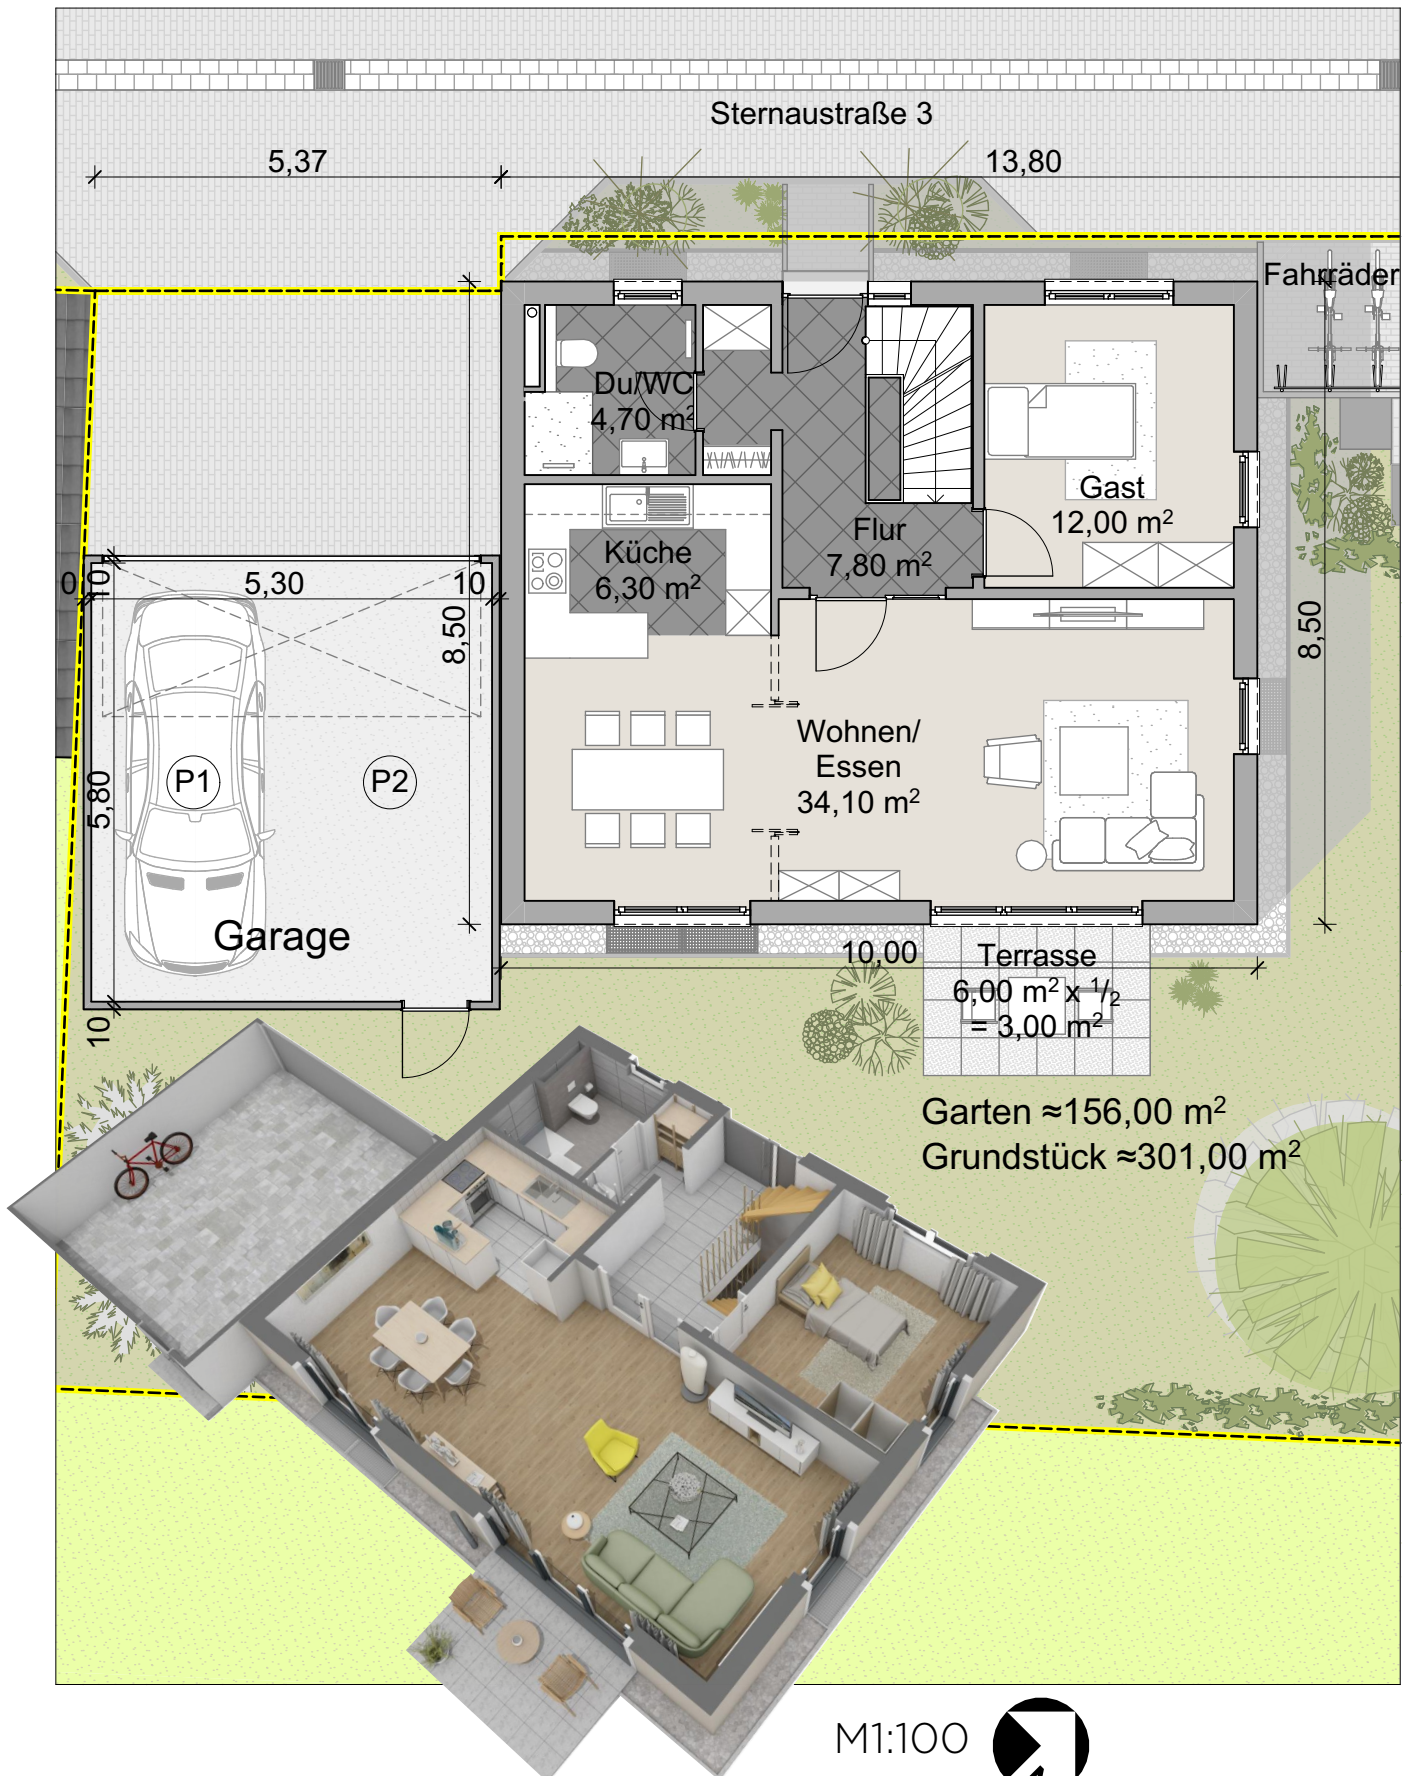 Sternaustraße 3
5,37
13,80
Fahrräder
Du/WC
4,70 m²
Gast
12,00 m²
Küche
6,30 m²
Flur
7,80 m²
0
10
5,30
10
8,50
8,50
Wohnen/
Essen
34,10 m²
P1
P2
5,80
Garage
10,00
Terrasse
6,00 m² x 1/2
= 3,00 m²
10
Garten ≈156,00 m²
Grundstück ≈301,00 m²
M1:100